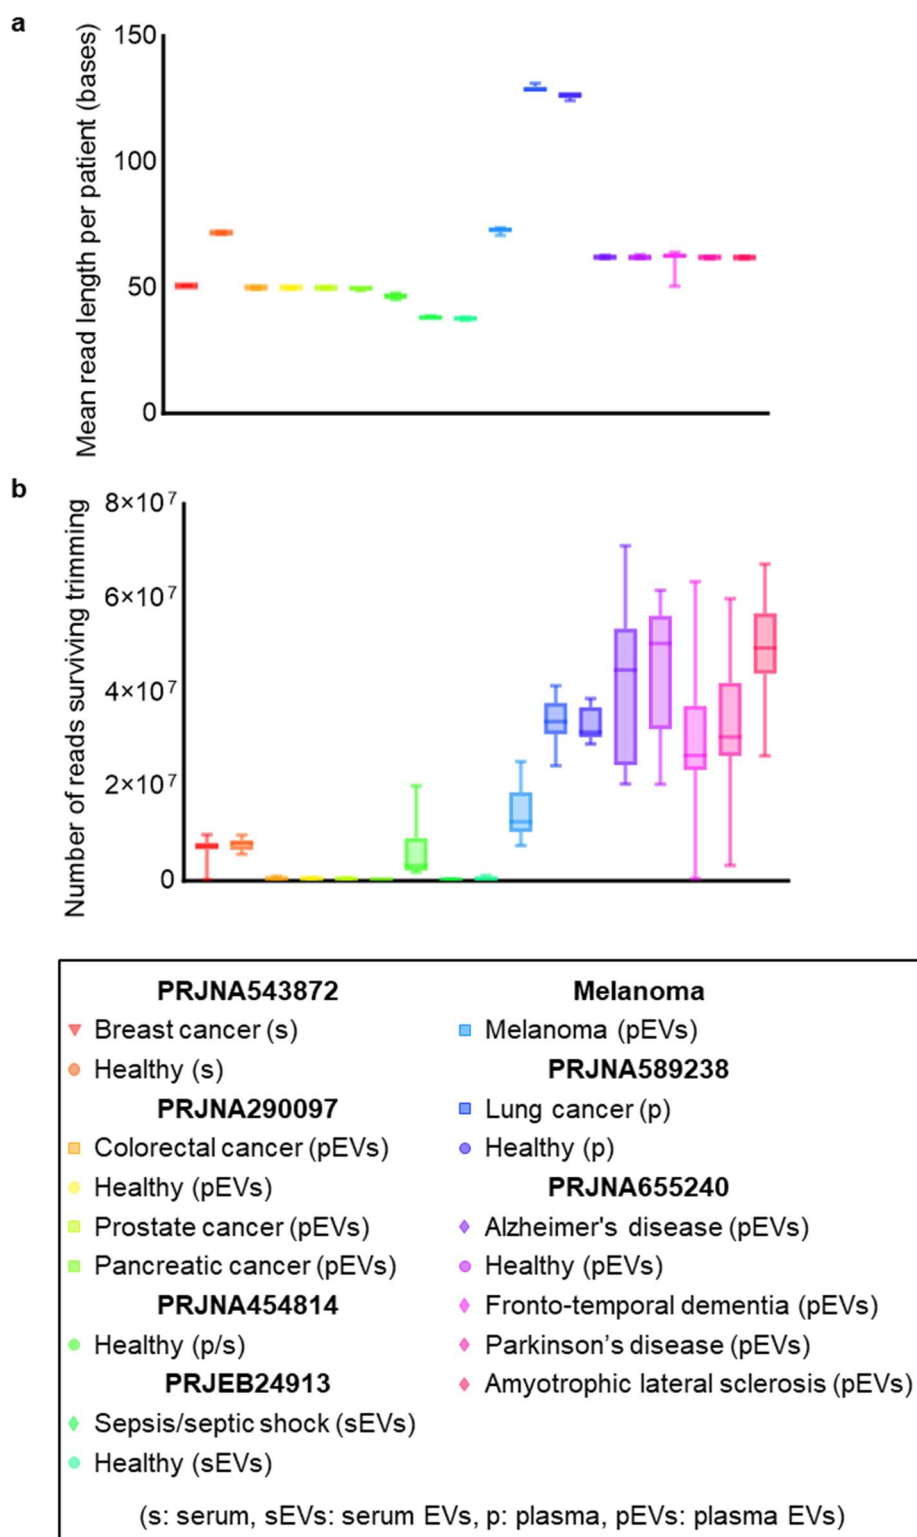 a
Mean read length per patient (bases)
150
100
50
0
b
Number of reads surviving trimming
8×10⁷
6×10⁷
4×10⁷
2×10⁷
0
PRJNA543872
Breast cancer (s)
Healthy (s)
PRJNA290097
Colorectal cancer (pEVs)
Healthy (pEVs)
Prostate cancer (pEVs)
Pancreatic cancer (pEVs)
PRJNA454814
Healthy (p/s)
PRJEB24913
Sepsis/septic shock (sEVs)
Healthy (sEVs)
Melanoma
Melanoma (pEVs)
PRJNA589238
Lung cancer (p)
Healthy (p)
PRJNA655240
Alzheimer's disease (pEVs)
Healthy (pEVs)
Fronto-temporal dementia (pEVs)
Parkinson’s disease (pEVs)
Amyotrophic lateral sclerosis (pEVs)
(s: serum, sEVs: serum EVs, p: plasma, pEVs: plasma EVs)